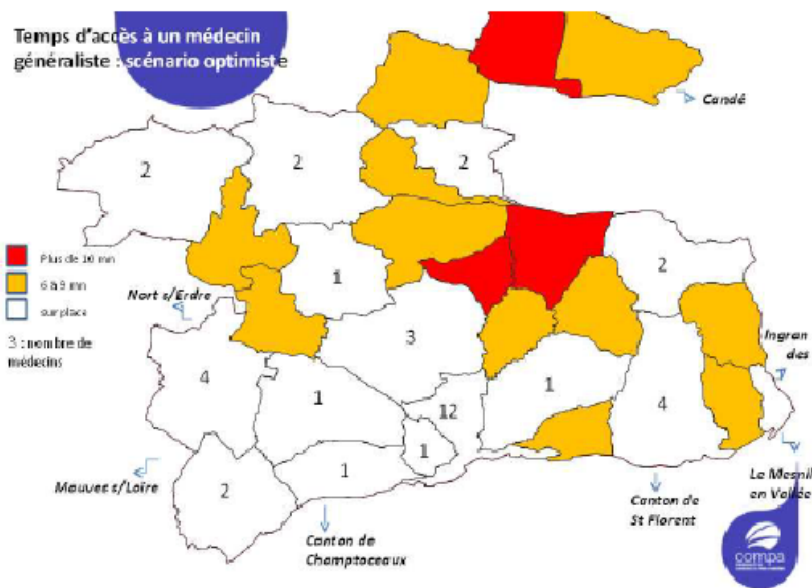 Temps d'accès à un médecin
généraliste : scénario optimiste
Candé
2
2
2
Plus de 10 mn
6 à 9 mn
sur place
3 : nombre de
médecins
Nort s/Erdre
1
2
3
Ingran
des
4
1
12
1
4
1
1
2
Mauves s/Loire
Canton de
Champtoceaux
Canton de
St Florent
Le Mesnil
en Vallée
compa